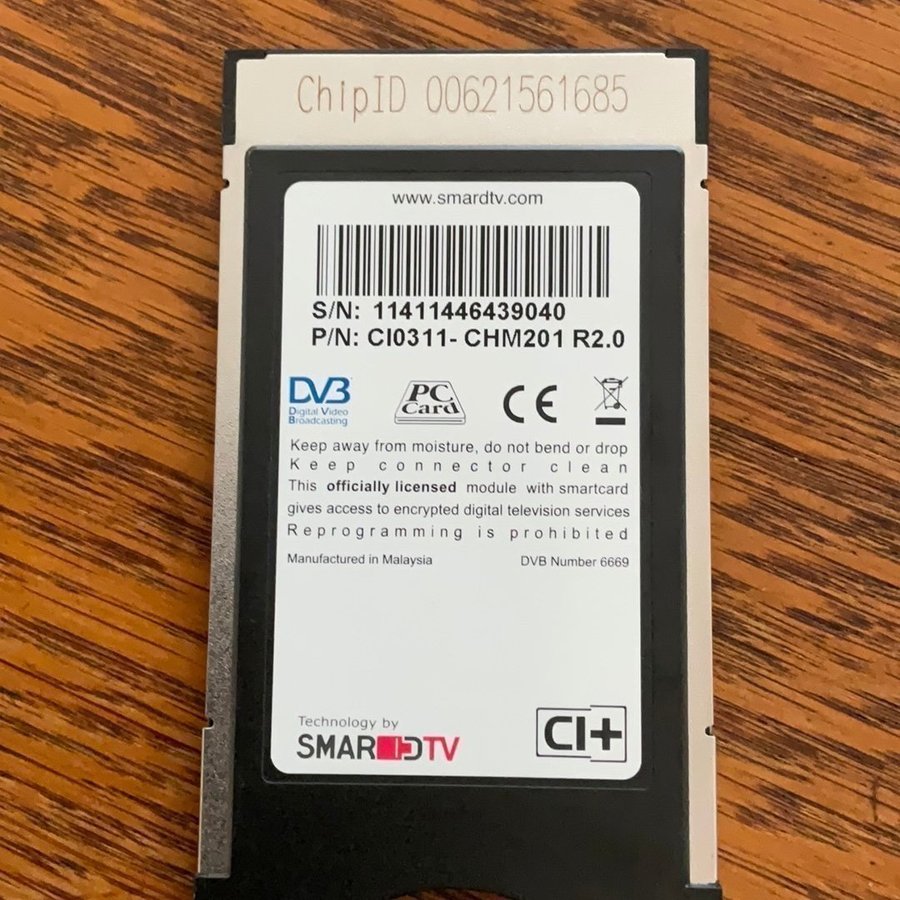 ChipID 00621561685
www.smardtv.com
S/N: 11411446439040
P/N: CI0311- CHM201 R2.0
DVB
Digital Video
Broadcasting
PC
Card
CE
Keep away from moisture, do not bend or drop
Keep connector clean
This officially licensed module with smartcard
gives access to encrypted digital television services
Reprogramming is prohibited
Manufactured in Malaysia DVB Number 6669
Technology by
SMARDTV
CI+